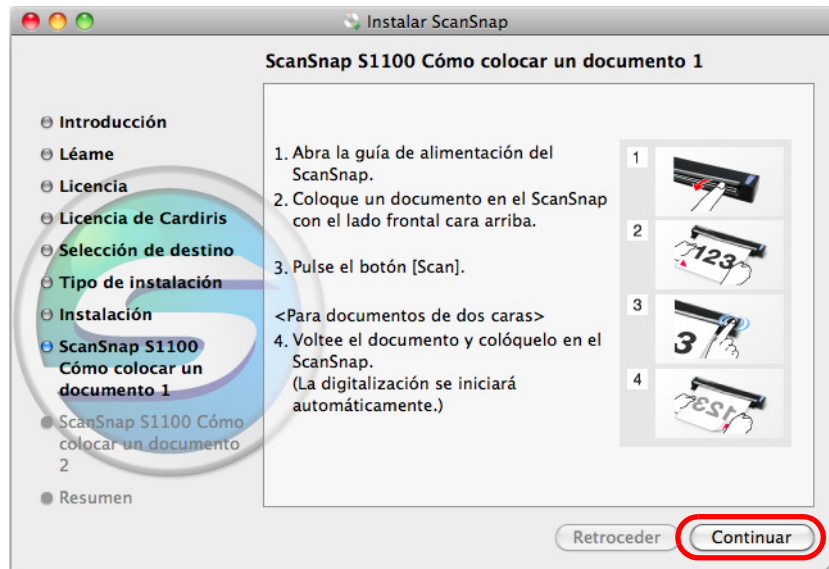 Instalar ScanSnap
ScanSnap S1100 Cómo colocar un documento 1
Introducción
Léame
Licencia
Licencia de Cardiris
Selección de destino
Tipo de instalación
Instalación
ScanSnap S1100
Cómo colocar un
documento 1
ScanSnap S1100 Cómo
colocar un documento
2
Resumen
1. Abra la guía de alimentación del
ScanSnap.
2. Coloque un documento en el ScanSnap
con el lado frontal cara arriba.
3. Pulse el botón [Scan].
<Para documentos de dos caras>
4. Voltee el documento y colóquelo en el
ScanSnap.
(La digitalización se iniciará
automáticamente.)
1
2
123
3
3
4
123
Retroceder
Continuar